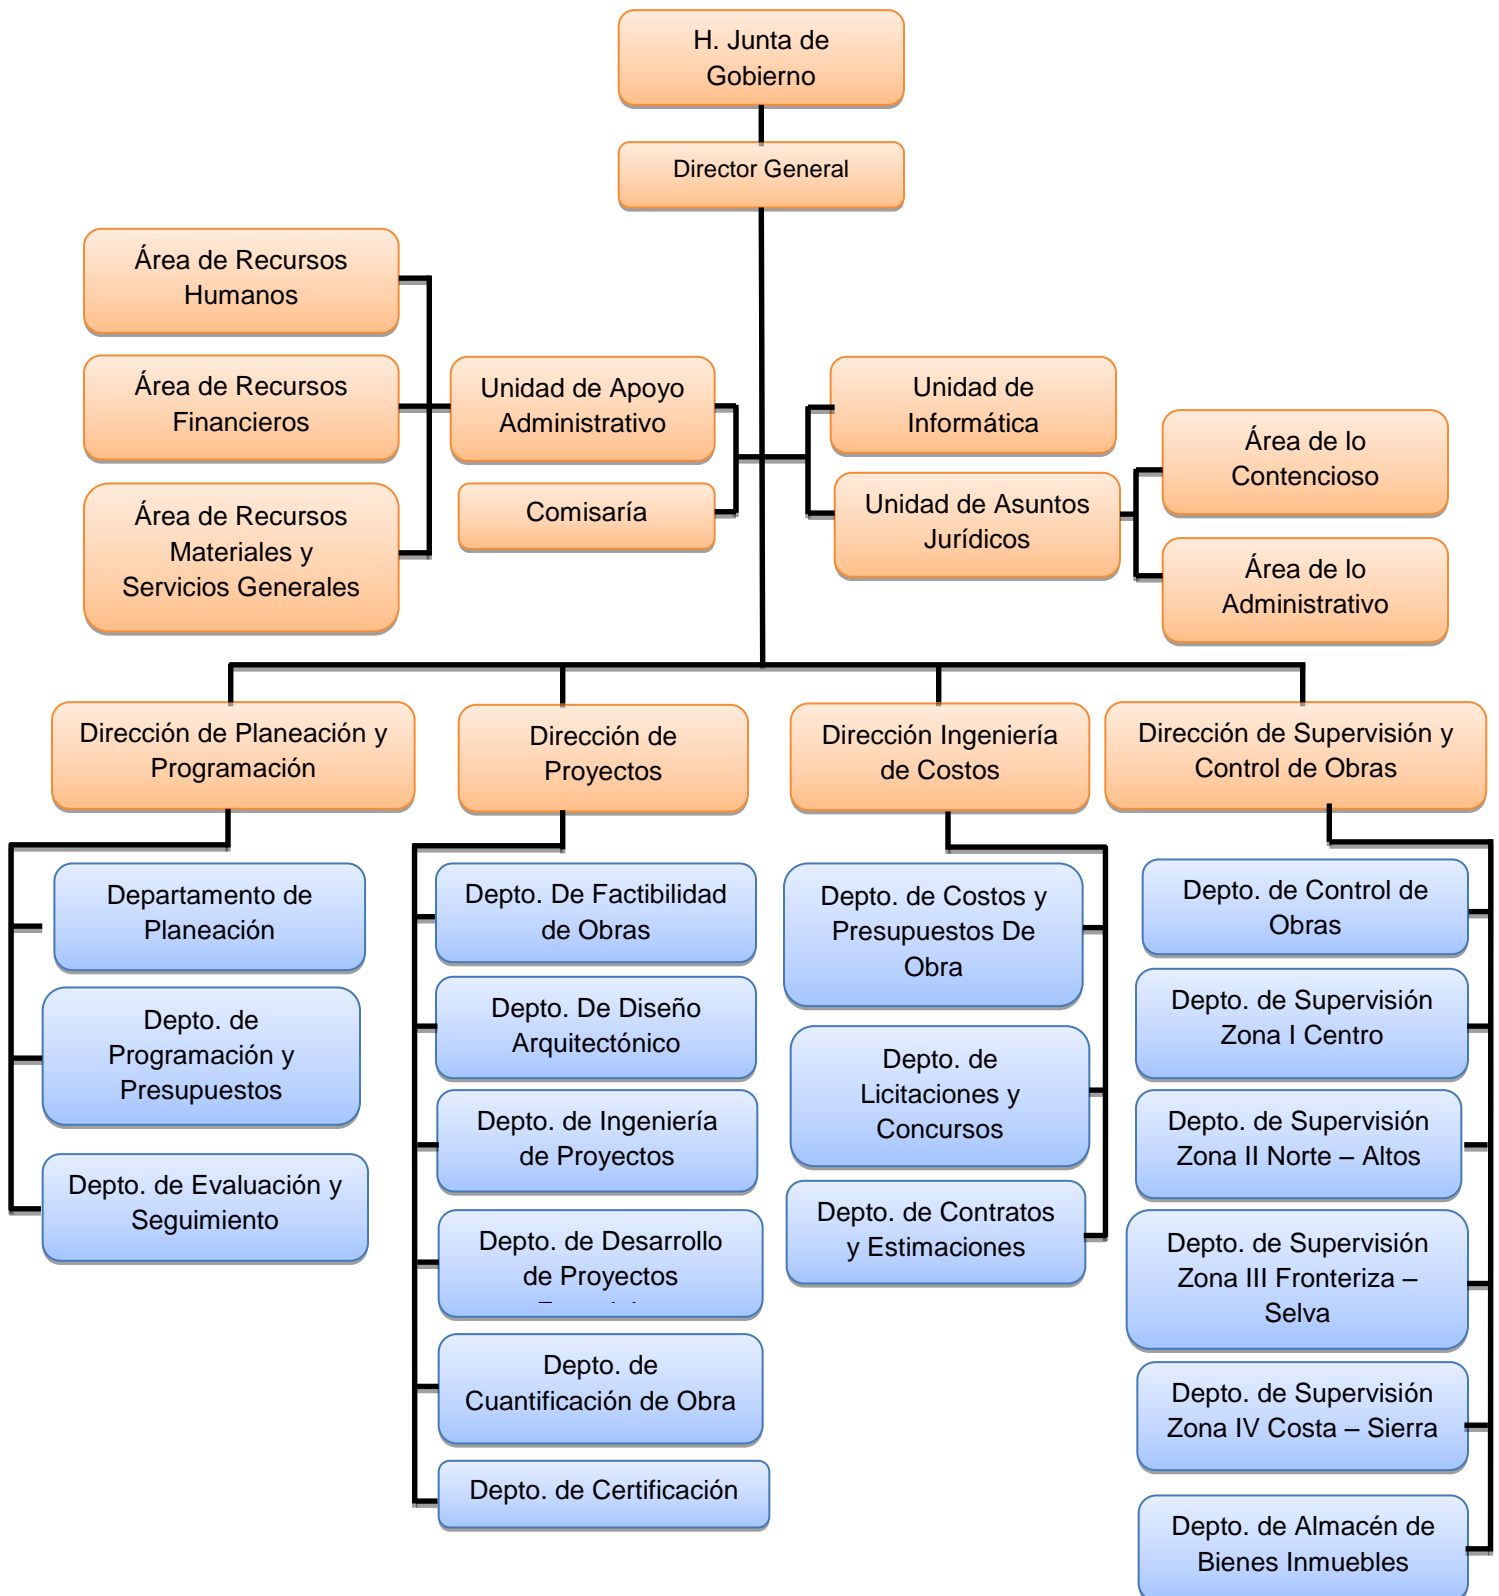 H. Junta de
Gobierno
Director General
Área de Recursos
Humanos
Área de Recursos
Financieros
Área de Recursos
Materiales y
Servicios Generales
Unidad de Apoyo
Administrativo
Comisaría
Unidad de
Informática
Unidad de Asuntos
Jurídicos
Área de lo
Contencioso
Área de lo
Administrativo
Dirección de Planeación y
Programación
Departamento de
Planeación
Depto. de
Programación y
Presupuestos
Depto. de Evaluación y
Seguimiento
Dirección de
Proyectos
Depto. De Factibilidad
de Obras
Depto. De Diseño
Arquitectónico
Depto. de Ingeniería
de Proyectos
Depto. de Desarrollo
de Proyectos
Depto. de
Cuantificación de Obra
Depto. de Certificación
Dirección Ingeniería
de Costos
Depto. de Costos y
Presupuestos De
Obra
Depto. de
Licitaciones y
Concursos
Depto. de Contratos
y Estimaciones
Dirección de Supervisión y
Control de Obras
Depto. de Control de
Obras
Depto. de Supervisión
Zona I Centro
Depto. de Supervisión
Zona II Norte – Altos
Depto. de Supervisión
Zona III Fronteriza –
Selva
Depto. de Supervisión
Zona IV Costa – Sierra
Depto. de Almacén de
Bienes Inmuebles